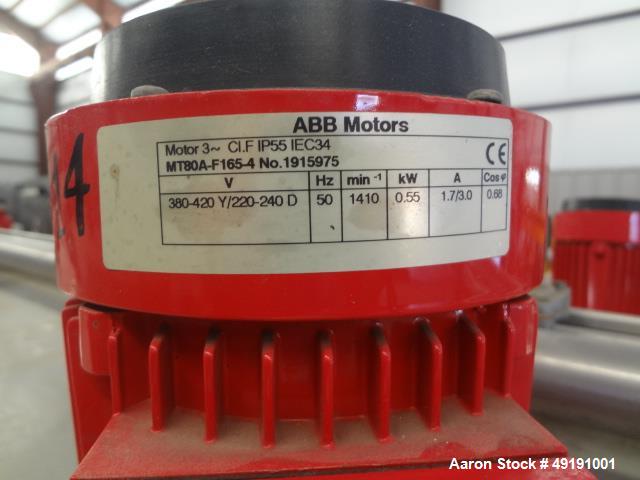 ABB Motors
Motor 3~ Cl.F IP55 IEC34
MT80A-F165-4 No.1915975
CE
V Hz min -1 kW A Cos φ
380-420 Y/220-240 D 50 1410 0.55 1.7/3.0 0.68
4
Aaron Stock # 49191001